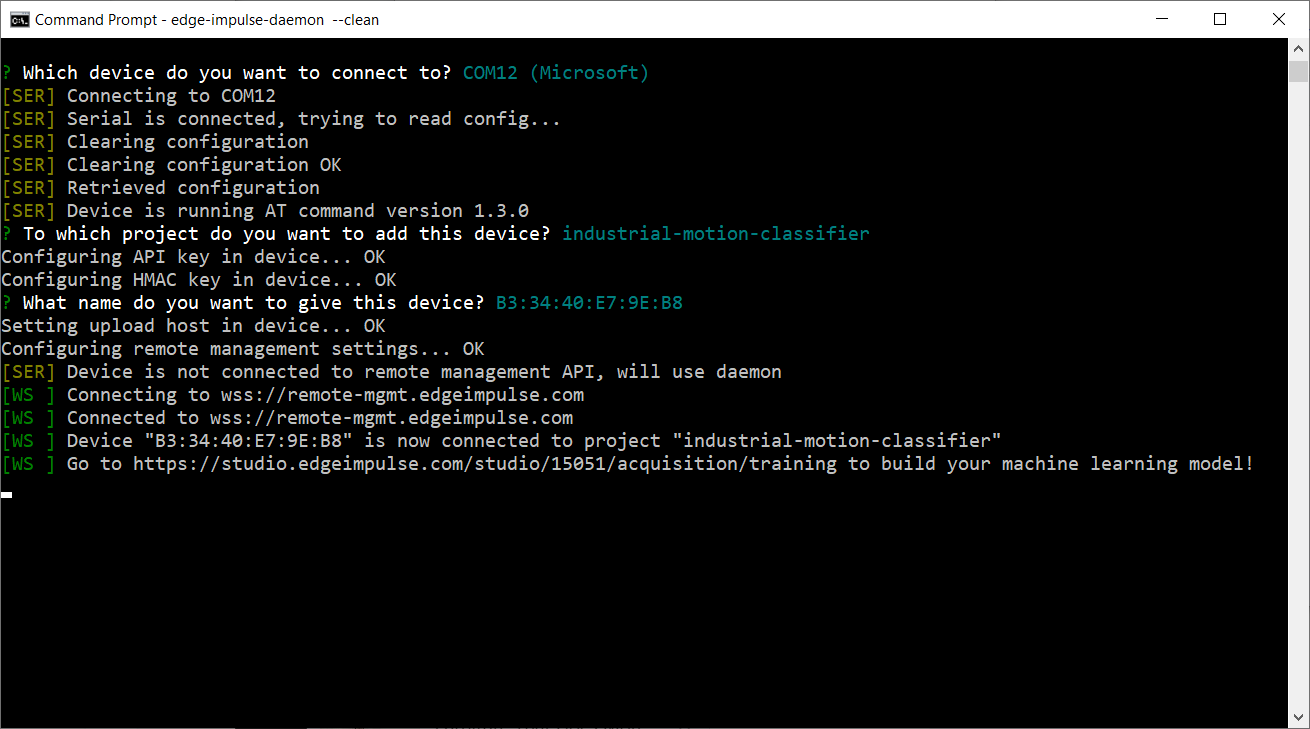 Command Prompt - edge-impulse-daemon  --clean
? Which device do you want to connect to? COM12 (Microsoft)
[SER] Connecting to COM12
[SER] Serial is connected, trying to read config...
[SER] Clearing configuration
[SER] Clearing configuration OK
[SER] Retrieved configuration
[SER] Device is running AT command version 1.3.0
? To which project do you want to add this device? industrial-motion-classifier
Configuring API key in device... OK
Configuring HMAC key in device... OK
? What name do you want to give this device? B3:34:40:E7:9E:B8
Setting upload host in device... OK
Configuring remote management settings... OK
[SER] Device is not connected to remote management API, will use daemon
[WS ] Connecting to wss://remote-mgmt.edgeimpulse.com
[WS ] Connected to wss://remote-mgmt.edgeimpulse.com
[WS ] Device "B3:34:40:E7:9E:B8" is now connected to project "industrial-motion-classifier"
[WS ] Go to https://studio.edgeimpulse.com/studio/15051/acquisition/training to build your machine learning model!